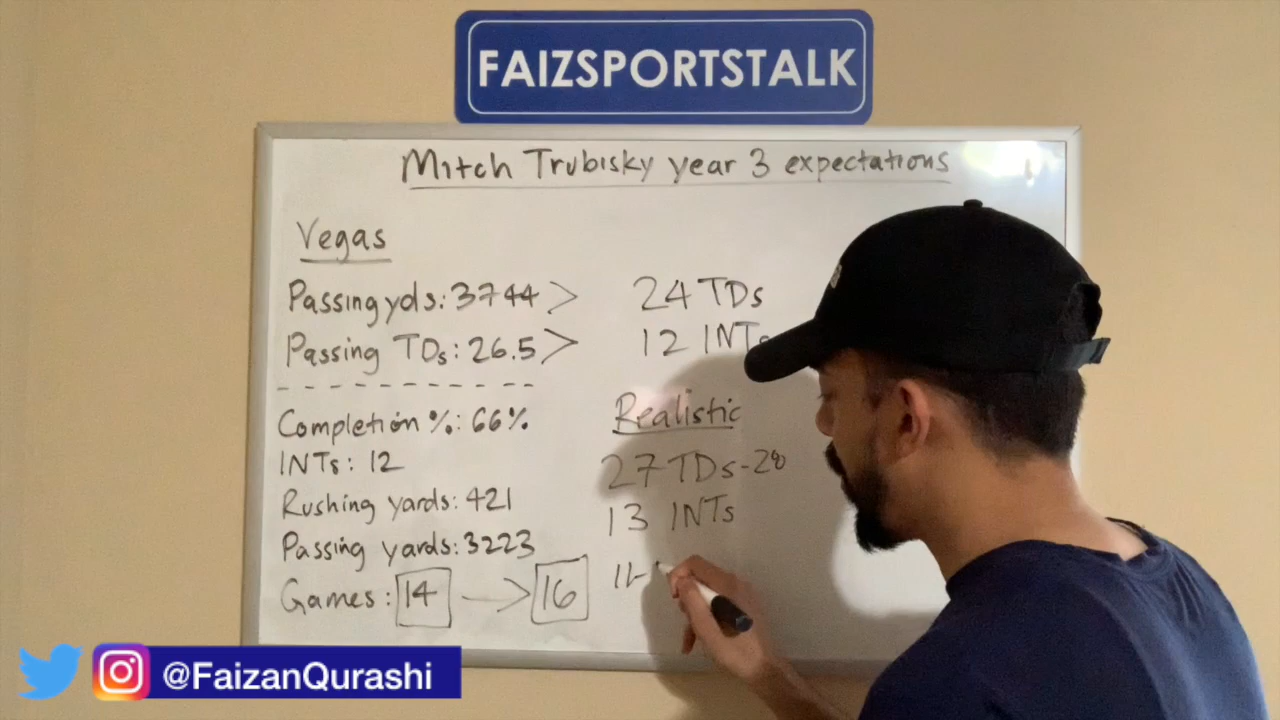 FAIZSPORTSTALK
Mitch Trubisky year 3 expectations
Vegas
Passing yds: 3744 >
Passing TDs: 26.5 >
Completion %: 66%
INTs: 12
Rushing yards: 421
Passing yards: 3223
Games: 14 → 16
24 TDs
12 INTs
Realistic
27 TDs-28
13 INTs
@FaizanQurashi